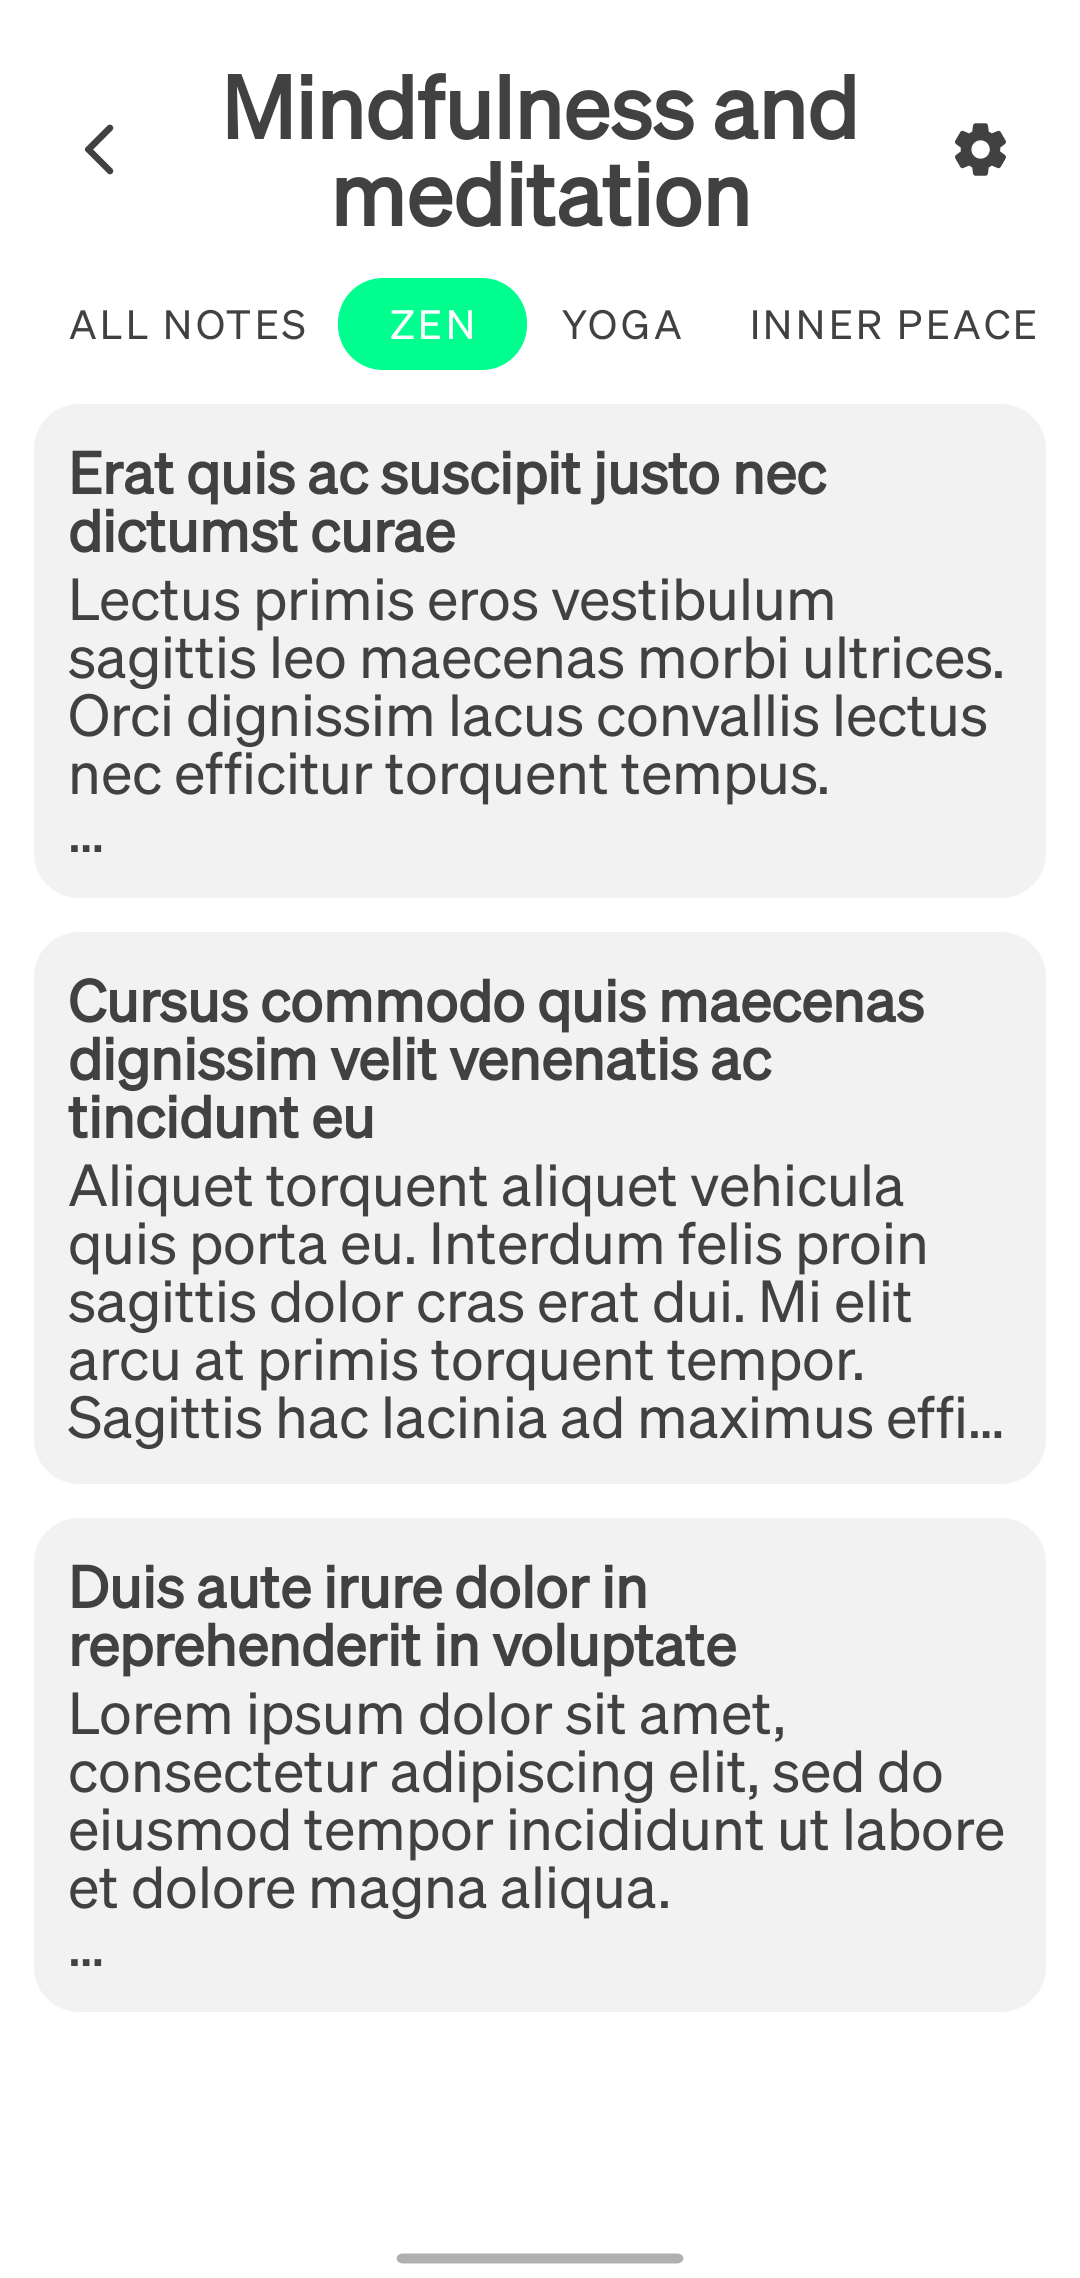 Mindfulness and
meditation
ALL NOTES ZEN YOGA INNER PEACE
Erat quis ac suscipit justo nec
dictumst curae
Lectus primis eros vestibulum
sagittis leo maecenas morbi ultrices.
Orci dignissim lacus convallis lectus
nec efficitur torquent tempus.
...
Cursus commodo quis maecenas
dignissim velit venenatis ac
tincidunt eu
Aliquet torquent aliquet vehicula
quis porta eu. Interdum felis proin
sagittis dolor cras erat dui. Mi elit
arcu at primis torquent tempor.
Sagittis hac lacinia ad maximus effi...
Duis aute irure dolor in
reprehenderit in voluptate
Lorem ipsum dolor sit amet,
consectetur adipiscing elit, sed do
eiusmod tempor incididunt ut labore
et dolore magna aliqua.
...